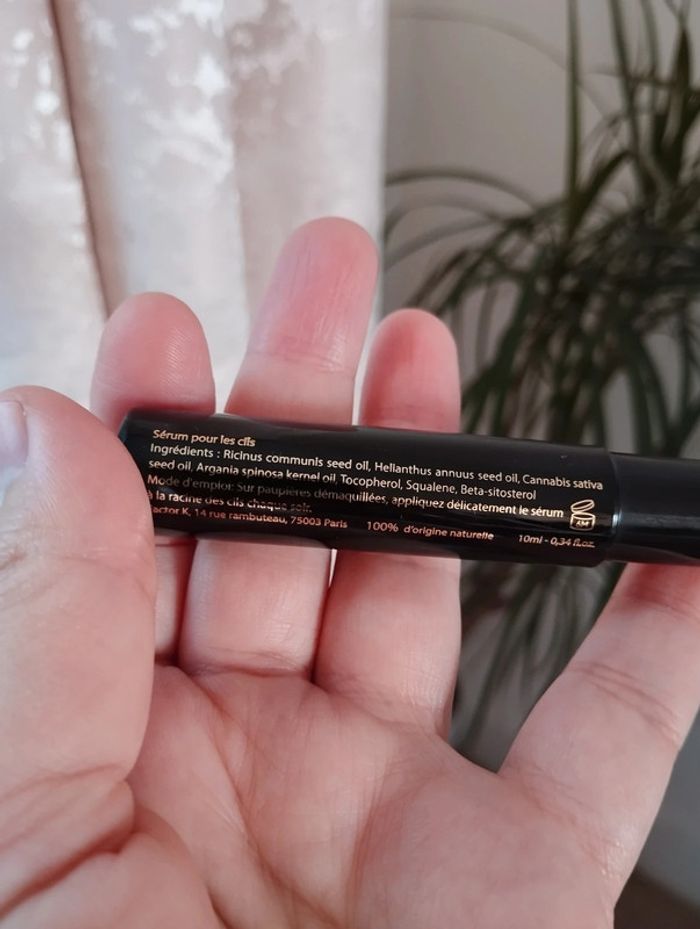 Sérum pour les cils
Ingrédients : Ricinus communis seed oil, Helianthus annuus seed oil, Cannabis sativa
seed oil, Argania spinosa kernel oil, Tocopherol, Squalene, Beta-sitosterol
Mode d'emploi: Sur paupières démaquillées, appliquez délicatement le sérum
à la racine des cils chaque soir.
actor K, 14 rue rambuteau, 75003 Paris 100% d'origine naturelle 10ml - 0,34 fl.oz.